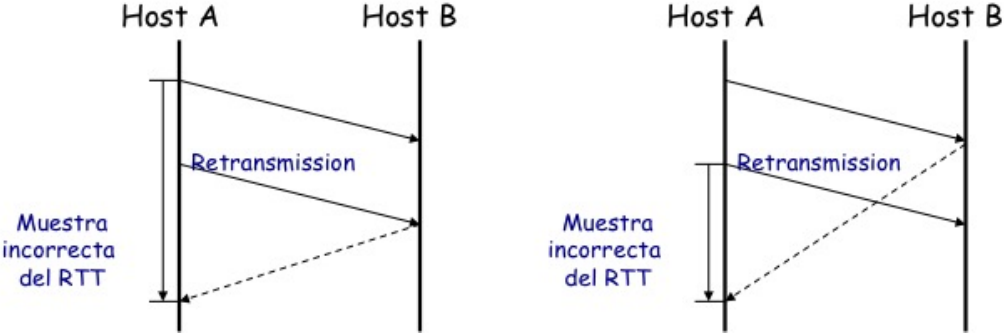 Host A
Host B
Retransmission
Muestra
incorrecta
del RTT
Host A
Host B
Retransmission
Muestra
incorrecta
del RTT